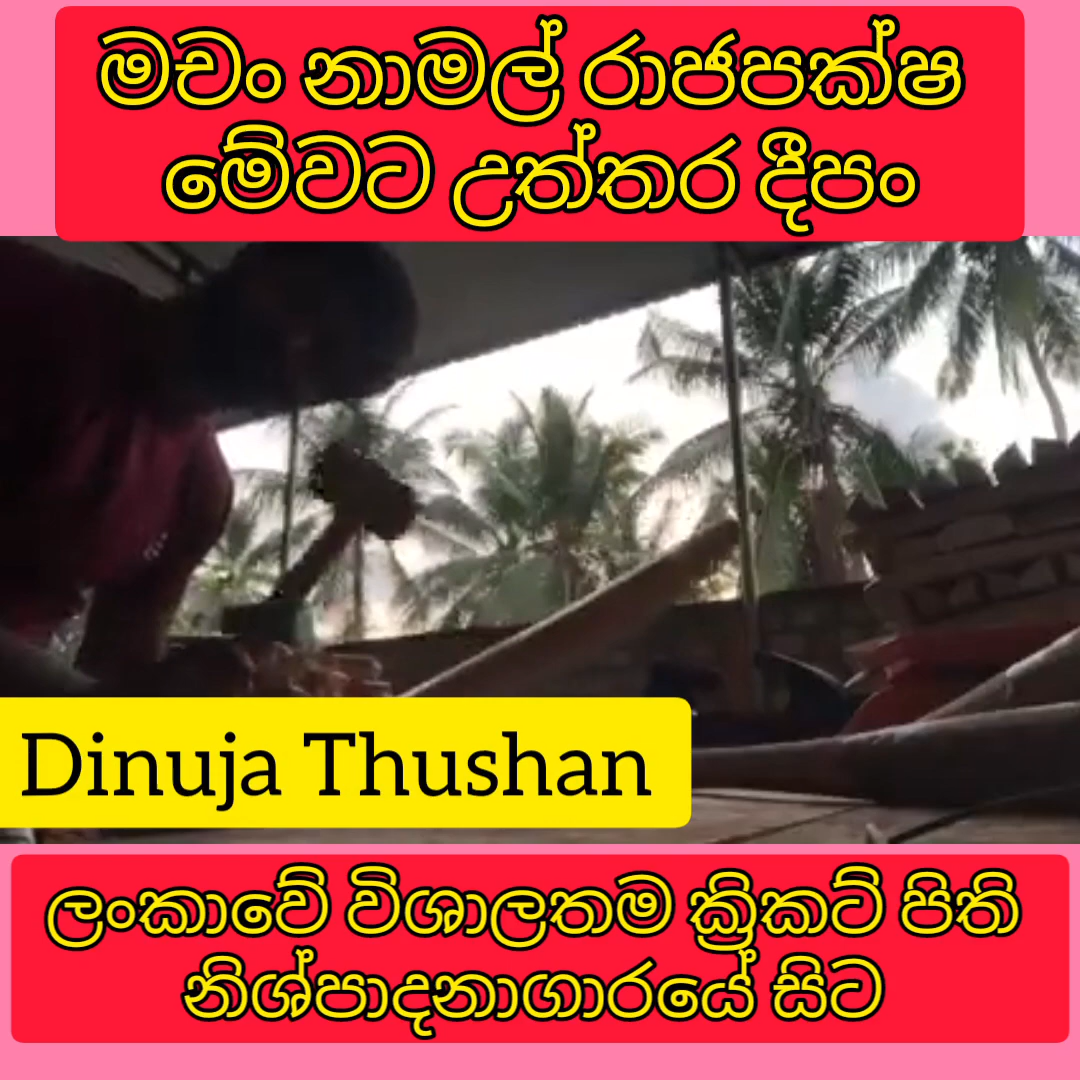 මචං නාමල් රාජපක්ෂ
මේවට උත්තර දීපං
Dinuja Thushan
ලංකාවේ විශාලතම ක්‍රිකට් පිති
නිශ්පාදනාගාරයේ සිට